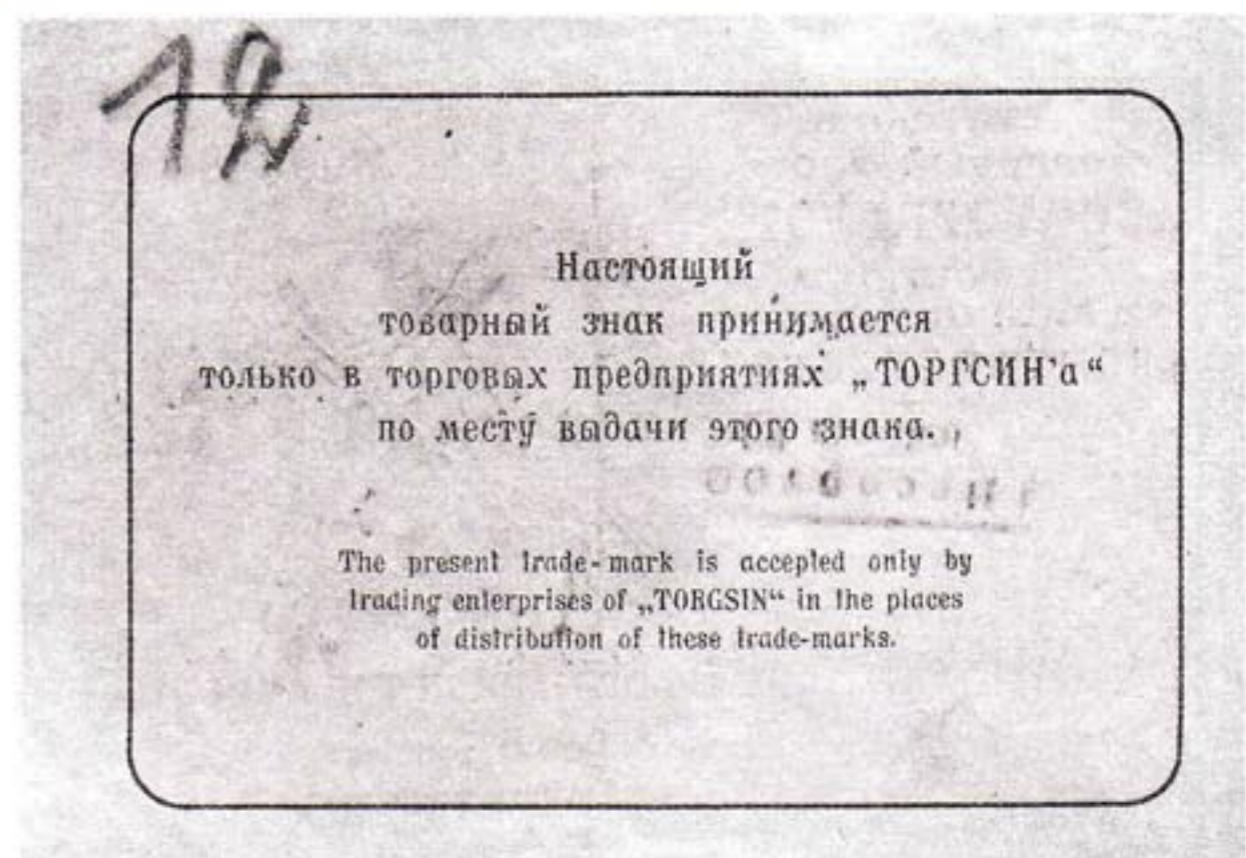 12
Настоящий
товарный знак принимается
только в торговых предприятиях „ТОРГСИН'а“
по месту выдачи этого знака.
The present trade-mark is accepted only by
trading enterprises of „TORGSIN“ in the places
of distribution of these trade-marks.